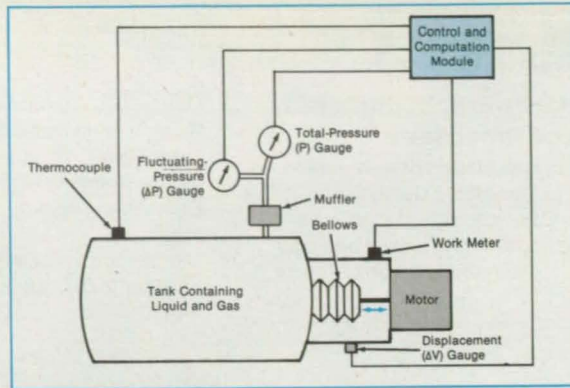 Control and
Computation
Module
Total-Pressure
(P) Gauge
Fluctuating-
Pressure
(ΔP) Gauge
Thermocouple
Muffler
Bellows
Work Meter
Tank Containing
Liquid and Gas
Motor
Displacement
(ΔV) Gauge